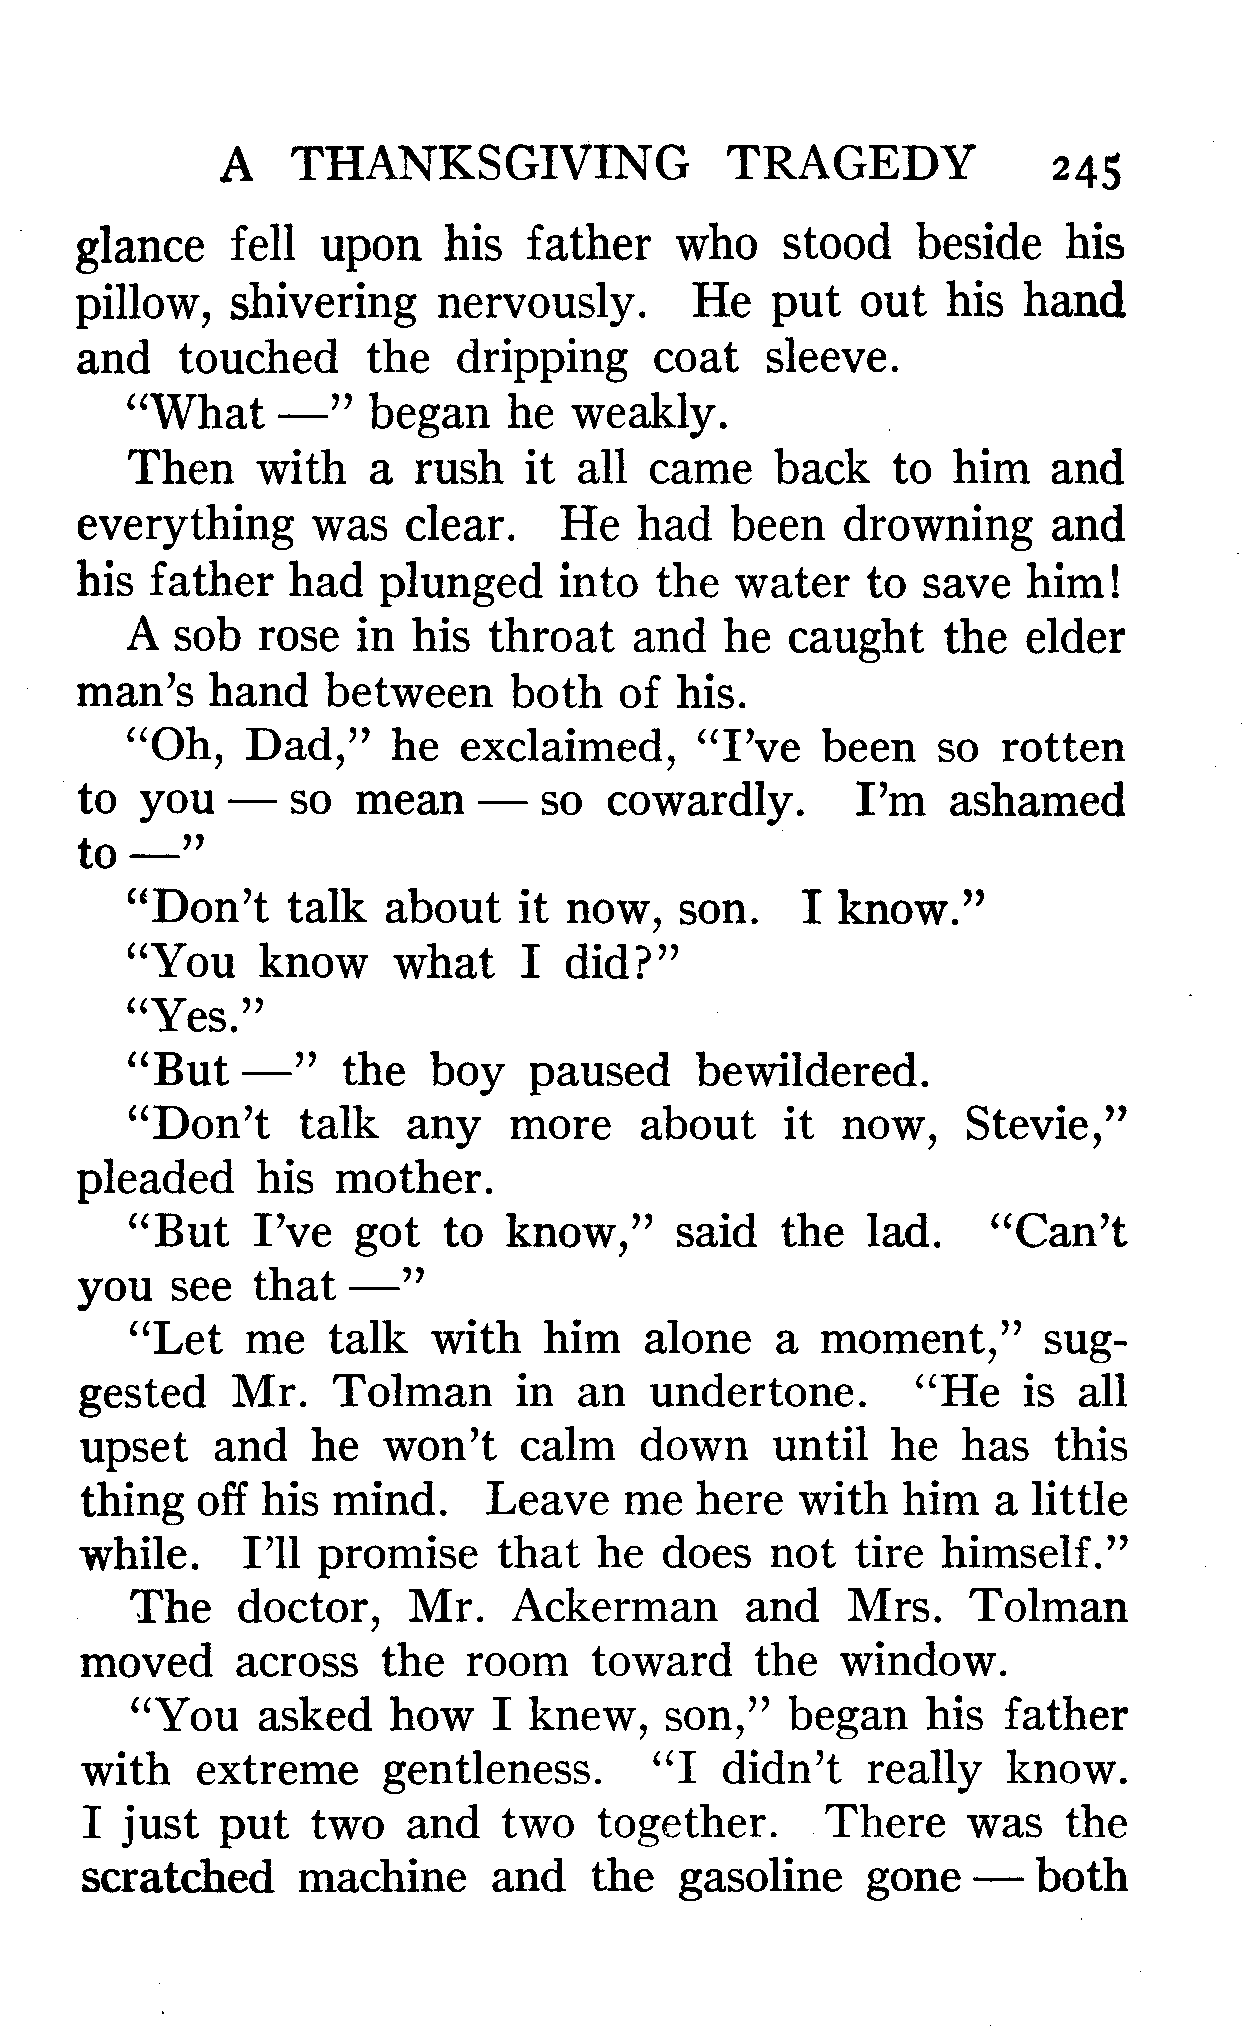 A THANKSGIVING TRAGEDY 245
glance fell upon his father who stood beside his
pillow, shivering nervously. He put out his hand
and touched the dripping coat sleeve.
“What —” began he weakly.
Then with a rush it all came back to him and
everything was clear. He had been drowning and
his father had plunged into the water to save him!
A sob rose in his throat and he caught the elder
man’s hand between both of his.
“Oh, Dad,” he exclaimed, “I’ve been so rotten
to you — so mean — so cowardly. I’m ashamed
to —”
“Don’t talk about it now, son. I know.”
“You know what I did?”
“Yes.”
“But —” the boy paused bewildered.
“Don’t talk any more about it now, Stevie,”
pleaded his mother.
“But I’ve got to know,” said the lad. “Can’t
you see that —”
“Let me talk with him alone a moment,” sug-
gested Mr. Tolman in an undertone. “He is all
upset and he won’t calm down until he has this
thing off his mind. Leave me here with him a little
while. I’ll promise that he does not tire himself.”
The doctor, Mr. Ackerman and Mrs. Tolman
moved across the room toward the window.
“You asked how I knew, son,” began his father
with extreme gentleness. “I didn’t really know.
I just put two and two together. There was the
scratched machine and the gasoline gone — both